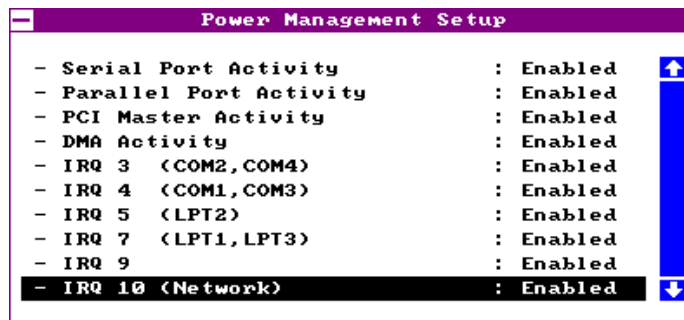 Power Management Setup
- Serial Port Activity : Enabled
- Parallel Port Activity : Enabled
- PCI Master Activity : Enabled
- DMA Activity : Enabled
- IRQ 3 (COM2,COM4) : Enabled
- IRQ 4 (COM1,COM3) : Enabled
- IRQ 5 (LPT2) : Enabled
- IRQ 7 (LPT1,LPT3) : Enabled
- IRQ 9 : Enabled
- IRQ 10 (Network) : Enabled